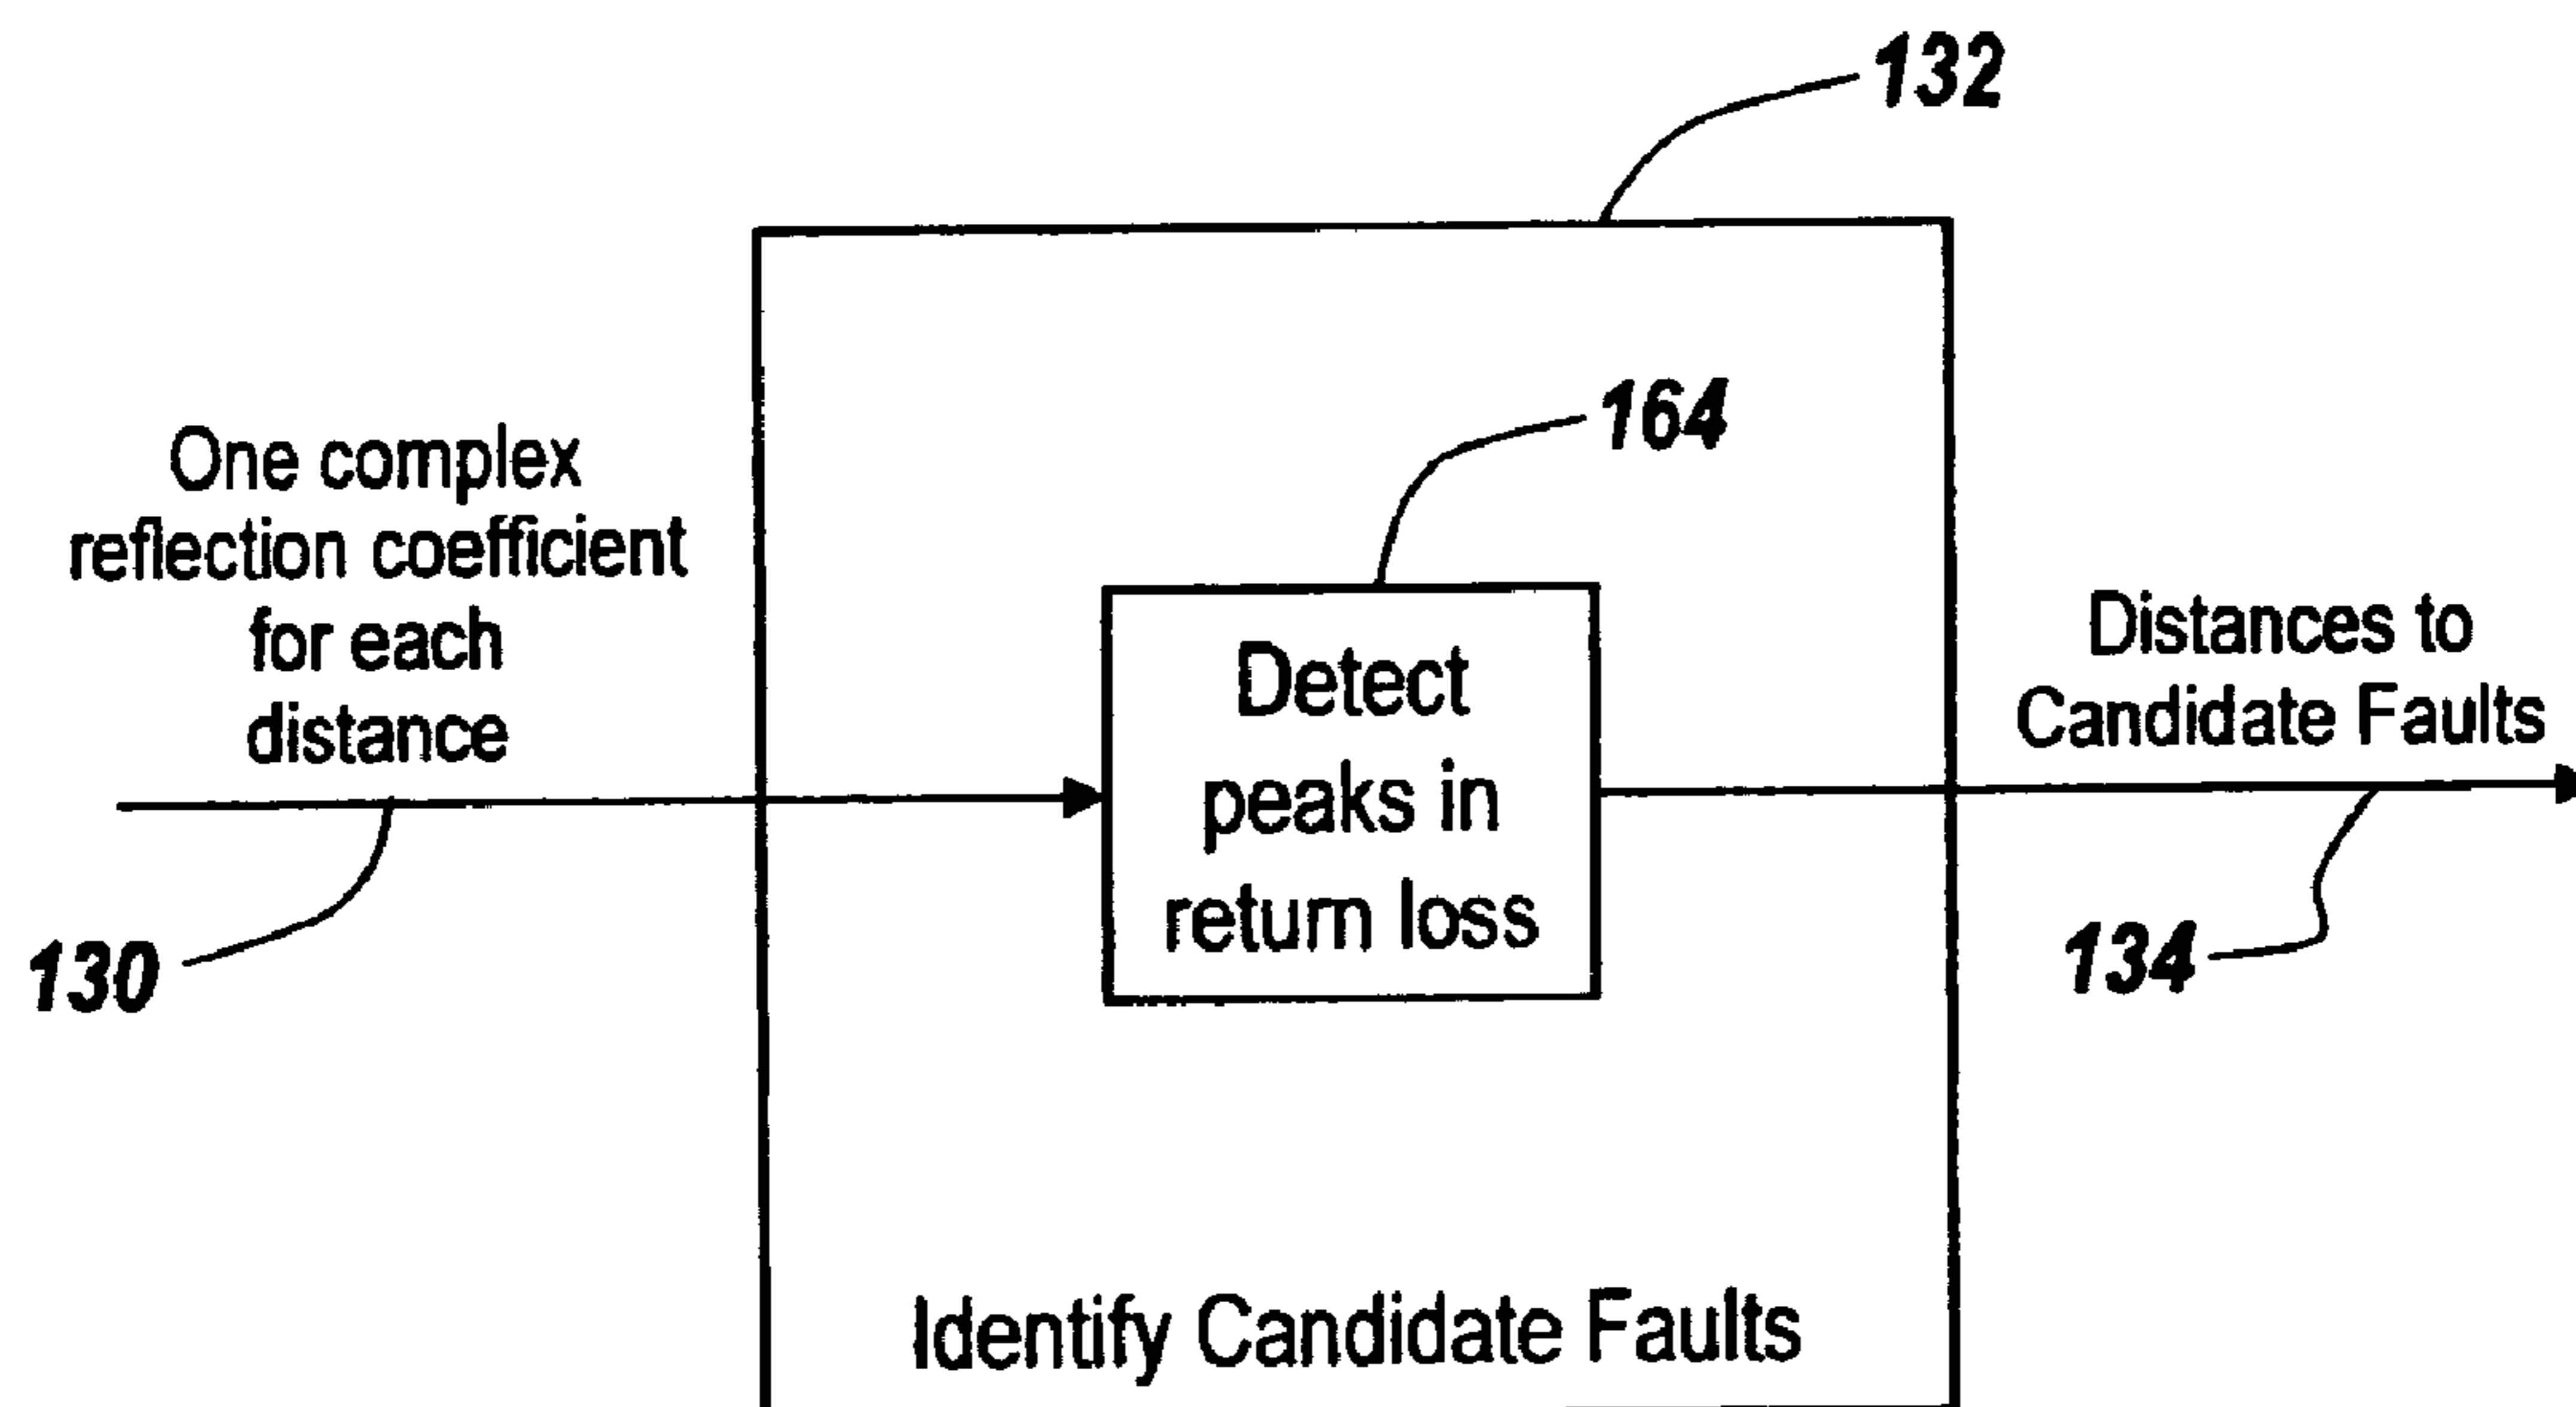 132
164
One complex
reflection coefficient
for each
distance
Detect
peaks in
return loss
Distances to
Candidate Faults
130
134
Identify Candidate Faults